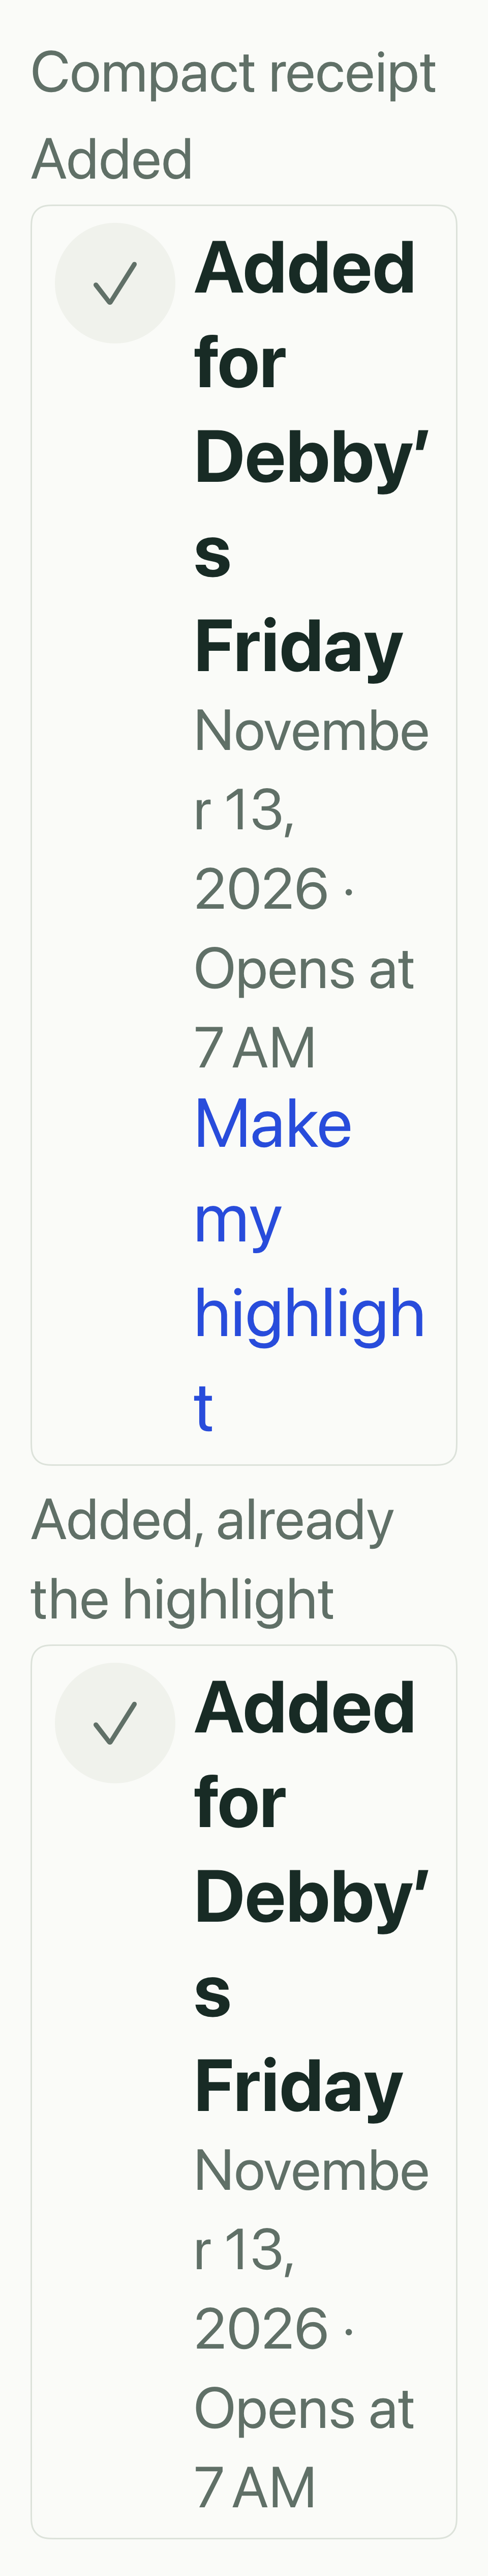 Compact receipt
Added
Added
for
Debby’
s
Friday
Novembe
r 13,
2026 ·
Opens at
7 AM
Make
my
highligh
t
Added, already
the highlight
Added
for
Debby’
s
Friday
Novembe
r 13,
2026 ·
Opens at
7 AM